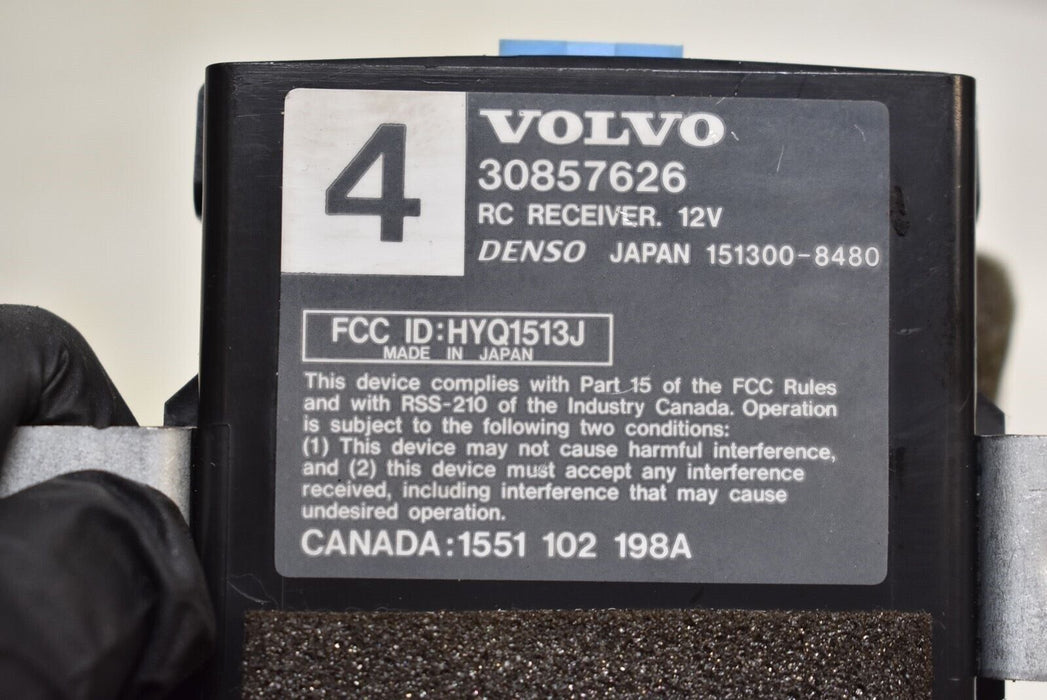 4
VOLVO
30857626
RC RECEIVER. 12V
DENSO JAPAN 151300-8480
FCC ID:HYQ1513J
MADE IN JAPAN
This device complies with Part 15 of the FCC Rules
and with RSS-210 of the Industry Canada. Operation
is subject to the following two conditions:
(1) This device may not cause harmful interference,
and (2) this device must accept any interference
received, including interference that may cause
undesired operation.
CANADA:1551 102 198A